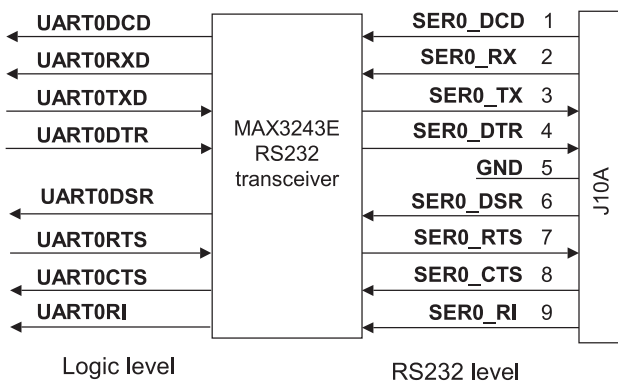 UART0DCD SER0_DCD 1
UART0RXD SER0_RX 2
UART0TXD SER0_TX 3
UART0DTR SER0_DTR 4
MAX3243E
RS232
transceiver
GND 5
UART0DSR SER0_DSR 6
UART0RTS SER0_RTS 7
UART0CTS SER0_CTS 8
UART0RI SER0_RI 9
J10A
Logic level RS232 level